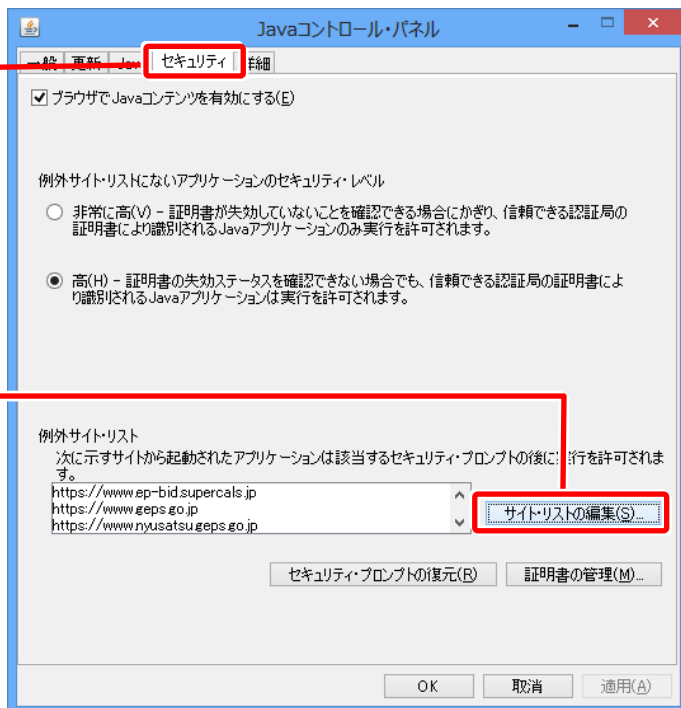 Javaコントロール・パネル
一般 更新 Java セキュリティ 詳細
ブラウザでJavaコンテンツを有効にする(E)
例外サイト・リストにないアプリケーションのセキュリティ・レベル
非常に高(V) - 証明書が失効していないことを確認できる場合にかぎり、信頼できる認証局の
証明書により識別されるJavaアプリケーションのみ実行を許可されます。
高(H) - 証明書の失効ステータスを確認できない場合でも、信頼できる認証局の証明書によ
り識別されるJavaアプリケーションは実行を許可されます。
例外サイト・リスト
次に示すサイトから起動されたアプリケーションは該当するセキュリティ・プロンプトの後に実行を許可されま
す。
https://www.ep-bid.supercals.jp
https://www.geps.go.jp
https://www.nyusatsu.geps.go.jp
サイト・リストの編集(S)...
セキュリティ・プロンプトの復元(R) 証明書の管理(M)...
OK 取消 適用(A)